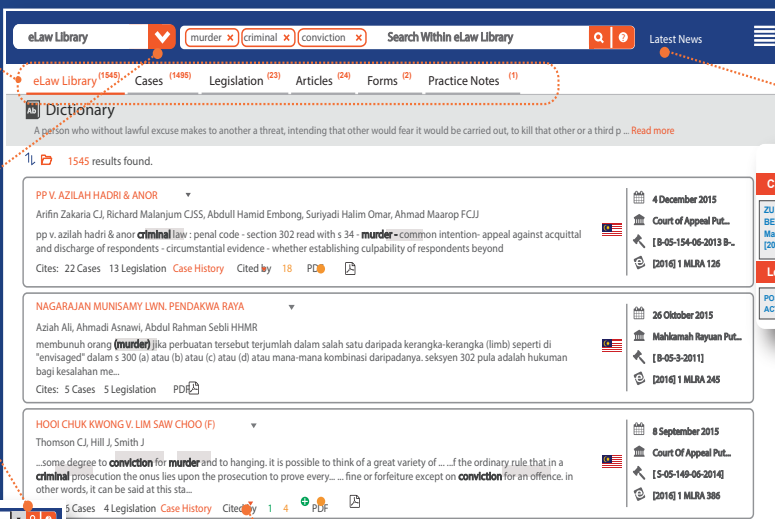 eLaw Library
murder x criminal x conviction x Search Within eLaw Library
Latest News
eLaw Library (1545) Cases (1495) Legislation (23) Articles (24) Forms (2) Practice Notes (1)
Ab Dictionary
A person who without lawful excuse makes to another a threat, intending that other would fear it would be carried out, to kill that other or a third p ... Read more
1545 results found.
PP V. AZILAH HADRI & ANOR
Arifin Zakaria CJ, Richard Malanjum CJSS, Abdull Hamid Embong, Suriyadi Halim Omar, Ahmad Maarop FCJJ
pp v. azilah hadri & anor criminal law : penal code - section 302 read with s 34 - murder - common intention- appeal against acquittal
and discharge of respondents - circumstantial evidence - whether establishing culpability of respondents beyond
Cites: 22 Cases 13 Legislation Case History Cited by 18 PDF
4 December 2015
Court of Appeal Put...
[ B-05-154-06-2013 B-..
[2016] 1 MLRA 126
NAGARAJAN MUNISAMY LWN. PENDAKWA RAYA
Aziah Ali, Ahmadi Asnawi, Abdul Rahman Sebli HHMR
membunuh orang (murder) jika perbuatan tersebut terjumlah dalam salah satu daripada kerangka-kerangka (limb) seperti di
"envisaged" dalam s 300 (a) atau (b) atau (c) atau (d) atau mana-mana kombinasi daripadanya. seksyen 302 pula adalah hukuman
bagi kesalahan me...
Cites: 5 Cases 5 Legislation PDF
26 Oktober 2015
Mahkamah Rayuan Put...
[ B-05-3-2011]
[2016] 1 MLRA 245
HOOI CHUK KWONG V. LIM SAW CHOO (F)
Thomson CJ, Hill J, Smith J
...some degree to conviction for murder and to hanging. it is possible to think of a great variety of ... ...f the ordinary rule that in a
criminal prosecution the onus lies upon the prosecution to prove every... ... fine or forfeiture except on conviction for an offence. in
other words, it can be said at this sta...
6 Cases 4 Legislation Case History Cited by 1 4 PDF
8 September 2015
Court Of Appeal Put...
[ S-05-149-06-2014]
[2016] 1 MLRA 386
C
ZU
BE
Ma
[20
PO
AC